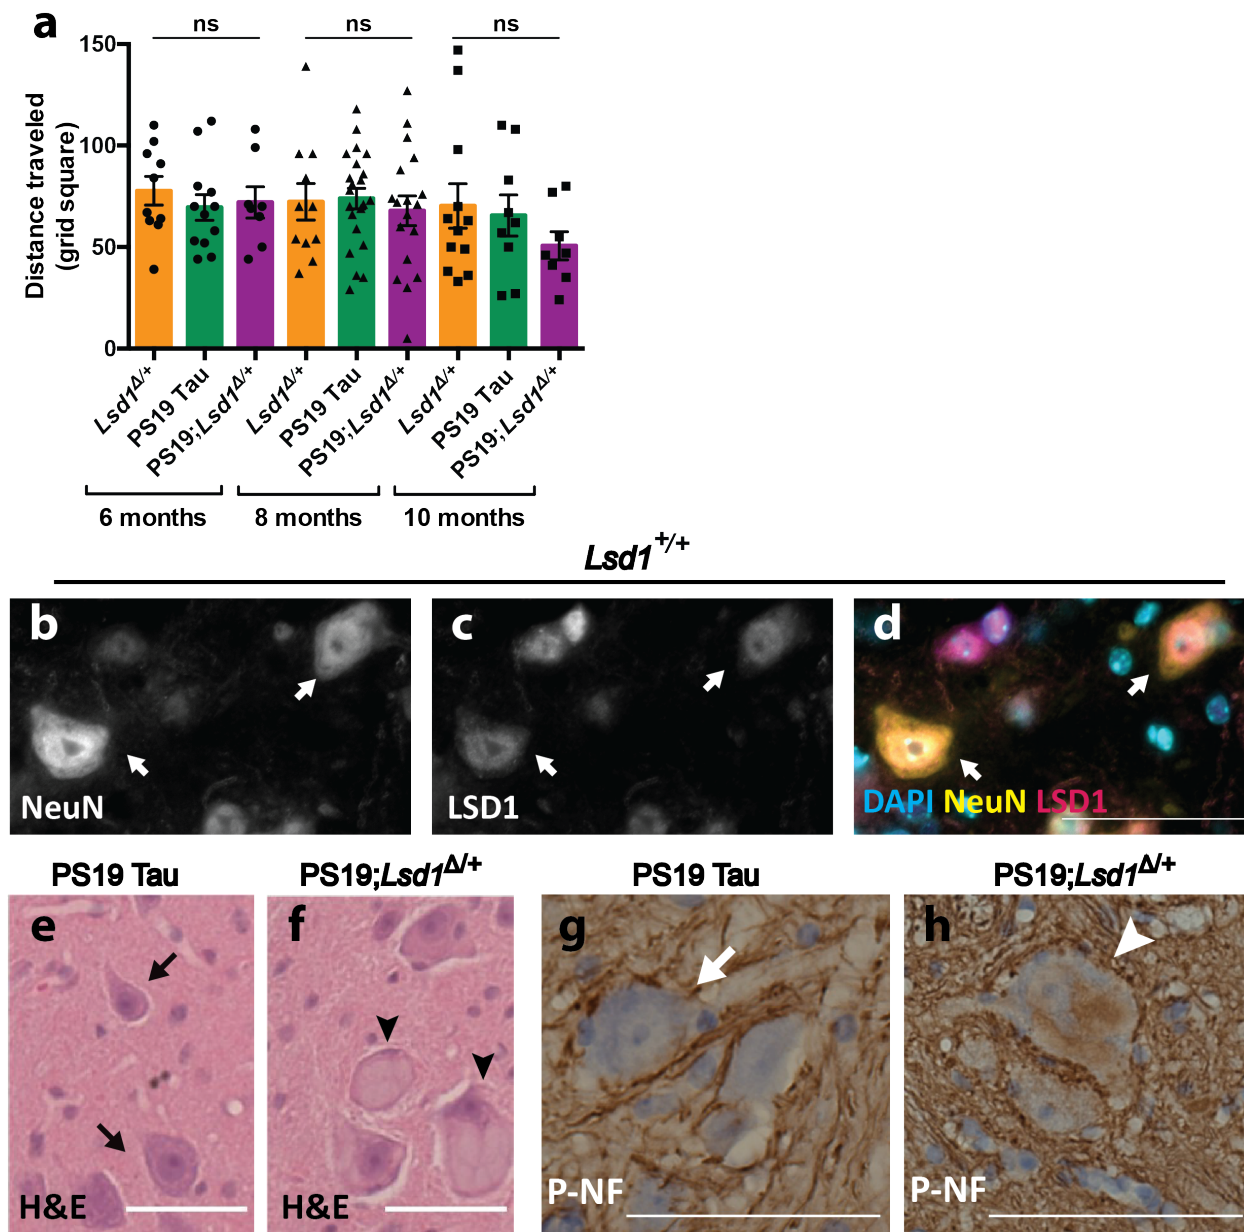 a
ns ns ns
Distance traveled
(grid square)
150
100
50
0
Lsd1Δ/+ PS19 Tau PS19;Lsd1Δ/+ Lsd1Δ/+ PS19 Tau PS19;Lsd1Δ/+ Lsd1Δ/+ PS19 Tau PS19;Lsd1Δ/+
6 months 8 months 10 months
Lsd1+/+
b c d
NeuN LSD1 DAPI NeuN LSD1
PS19 Tau PS19;Lsd1Δ/+ PS19 Tau PS19;Lsd1Δ/+
e f g h
H&E H&E P-NF P-NF